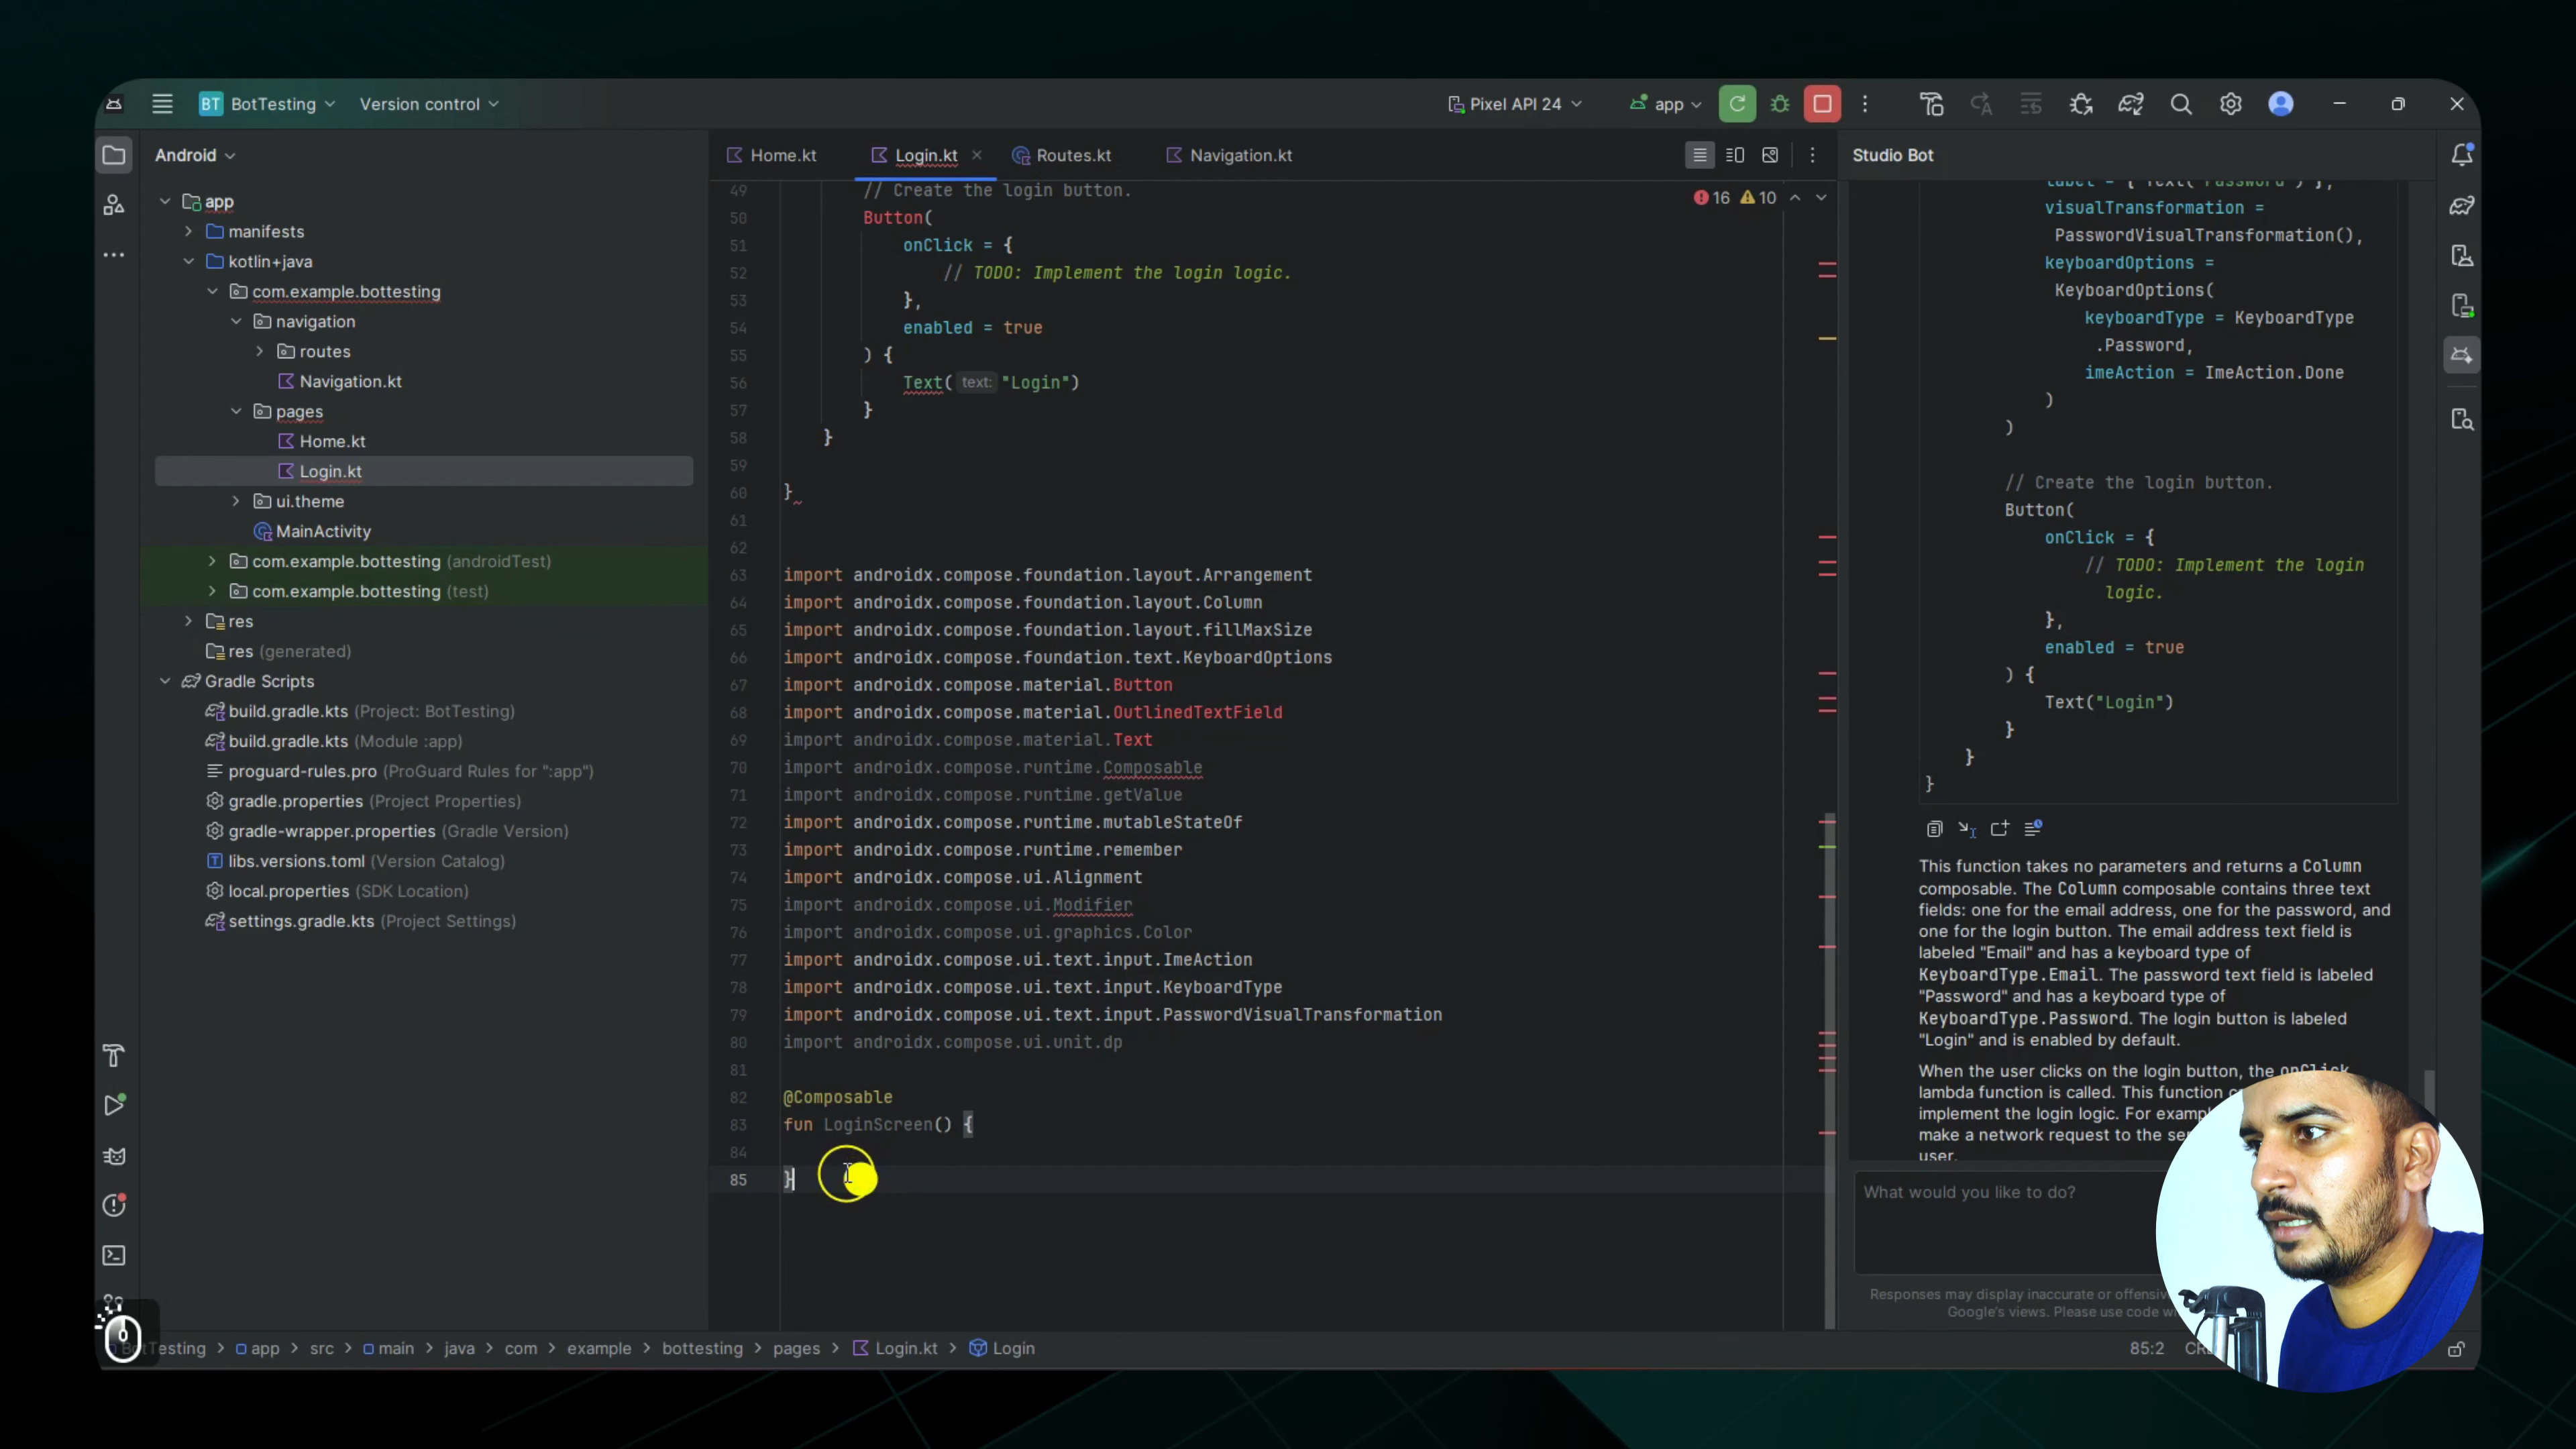 BT BotTesting Version control Pixel API 24 app
Android
Home.kt Login.kt Routes.kt Navigation.kt
Studio Bot
app
manifests
kotlin+java
com.example.bottesting
navigation
routes
Navigation.kt
pages
Home.kt
Login.kt
ui.theme
MainActivity
com.example.bottesting (androidTest)
com.example.bottesting (test)
res
res (generated)
Gradle Scripts
build.gradle.kts (Project: BotTesting)
build.gradle.kts (Module :app)
proguard-rules.pro (ProGuard Rules for ":app")
gradle.properties (Project Properties)
gradle-wrapper.properties (Gradle Version)
libs.versions.toml (Version Catalog)
local.properties (SDK Location)
settings.gradle.kts (Project Settings)
16 10
49 // Create the login button.
50 Button(
51 onClick = {
52 // TODO: Implement the login logic.
53 },
54 enabled = true
55 ) {
56 Text( text: "Login")
57 }
58 }
59
60 }
61
62
63 import androidx.compose.foundation.layout.Arrangement
64 import androidx.compose.foundation.layout.Column
65 import androidx.compose.foundation.layout.fillMaxSize
66 import androidx.compose.foundation.text.KeyboardOptions
67 import androidx.compose.material.Button
68 import androidx.compose.material.OutlinedTextField
69 import androidx.compose.material.Text
70 import androidx.compose.runtime.Composable
71 import androidx.compose.runtime.getValue
72 import androidx.compose.runtime.mutableStateOf
73 import androidx.compose.runtime.remember
74 import androidx.compose.ui.Alignment
75 import androidx.compose.ui.Modifier
76 import androidx.compose.ui.graphics.Color
77 import androidx.compose.ui.text.input.ImeAction
78 import androidx.compose.ui.text.input.KeyboardType
79 import androidx.compose.ui.text.input.PasswordVisualTransformation
80 import androidx.compose.ui.unit.dp
81
82 @Composable
83 fun LoginScreen() {
84
85 }
label = { Text("Password") },
visualTransformation =
PasswordVisualTransformation(),
keyboardOptions =
KeyboardOptions(
keyboardType = KeyboardType
.Password,
imeAction = ImeAction.Done
)
)
// Create the login button.
Button(
onClick = {
// TODO: Implement the login
logic.
},
enabled = true
) {
Text("Login")
}
}
}
This function takes no parameters and returns a Column
composable. The Column composable contains three text
fields: one for the email address, one for the password, and
one for the login button. The email address text field is
labeled "Email" and has a keyboard type of
KeyboardType.Email. The password text field is labeled
"Password" and has a keyboard type of
KeyboardType.Password. The login button is labeled
"Login" and is enabled by default.
When the user clicks on the login button, the onClick
lambda function is called. This function
implement the login logic. For
make a network request to the
user.
What would you like to do?
Responses may display inaccurate or
Google's views. Please use code
Testing > app > src > main > java > com > example > bottesting > pages > Login.kt > Login
85:2